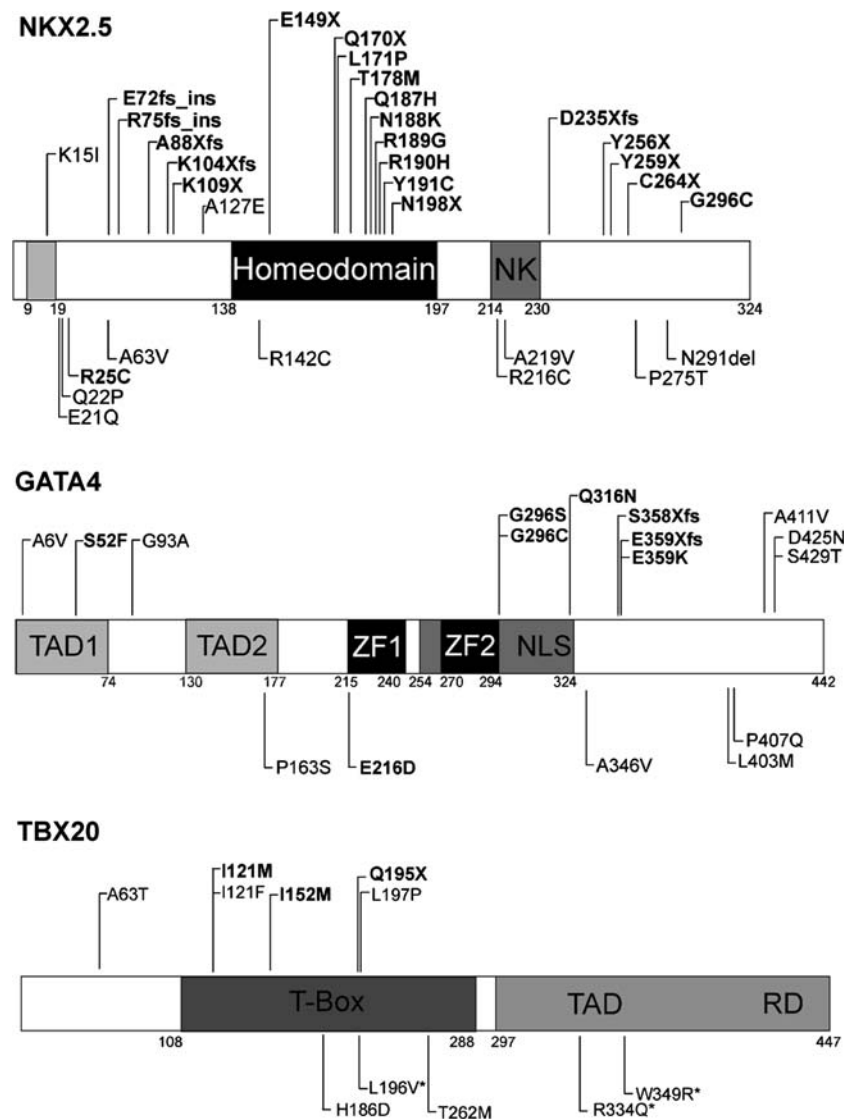 NKX2.5
E149X
Q170X
L171P
T178M
E72fs_ins
Q187H
R75fs_ins
N188K
D235Xfs
A88Xfs
R189G
Y256X
K15I
K104Xfs
R190H
Y259X
K109X
Y191C
C264X
A127E
N198X
G296C
Homeodomain
NK
9 19 138 197 214 230 324
A63V
R142C
A219V
N291del
R25C
R216C
P275T
Q22P
E21Q
GATA4
Q316N
G296S
S358Xfs
A411V
A6V
S52F
G93A
G296C
E359Xfs
D425N
E359K
S429T
TAD1 TAD2 ZF1 ZF2 NLS
74 130 177 215 240 254 270 294 324 442
P407Q
P163S
E216D
A346V
L403M
TBX20
I121M
Q195X
A63T
I121F
I152M
L197P
T-Box TAD RD
108 288 297 447
L196V*
W349R*
H186D
T262M
R334Q*